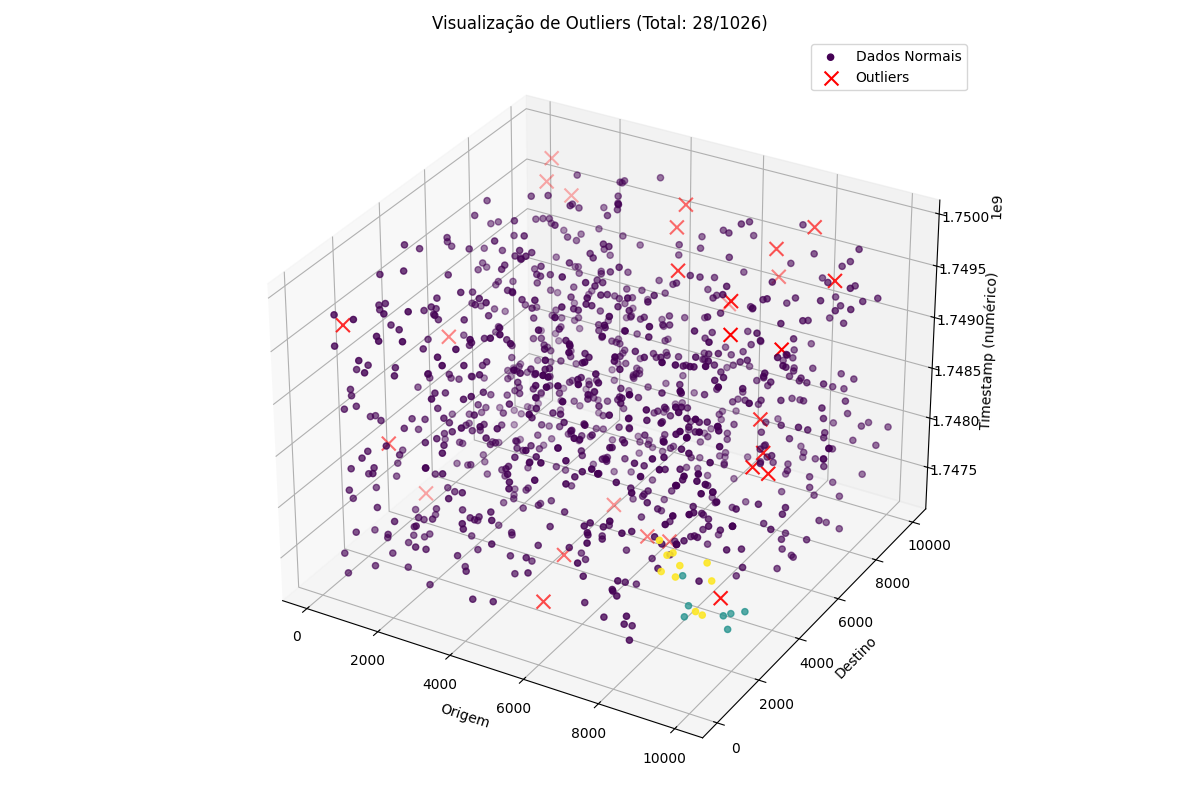 Visualização de Outliers (Total: 28/1026)
Dados Normais
Outliers
1e9
1.7500
1.7495
1.7490
1.7485
1.7480
1.7475
Timestamp (numérico)
0
2000
4000
6000
8000
10000
Origem
0
2000
4000
6000
8000
10000
Destino